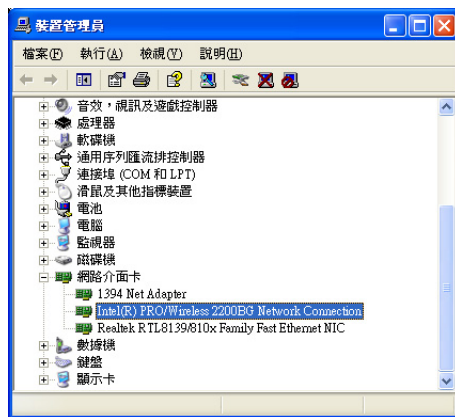 裝置管理員
檔案(F) 執行(A) 檢視(V) 説明(H)
音效，視訊及遊戲控制器
處理器
軟碟機
通用序列匯流排控制器
連接埠 (COM 和 LPT)
滑鼠及其他指標裝置
電池
電腦
監視器
磁碟機
網路介面卡
1394 Net Adapter
Intel(R) PRO/Wireless 2200BG Network Connection
Realtek RTL8139/810x Family Fast Ethernet NIC
數據機
鍵盤
顯示卡